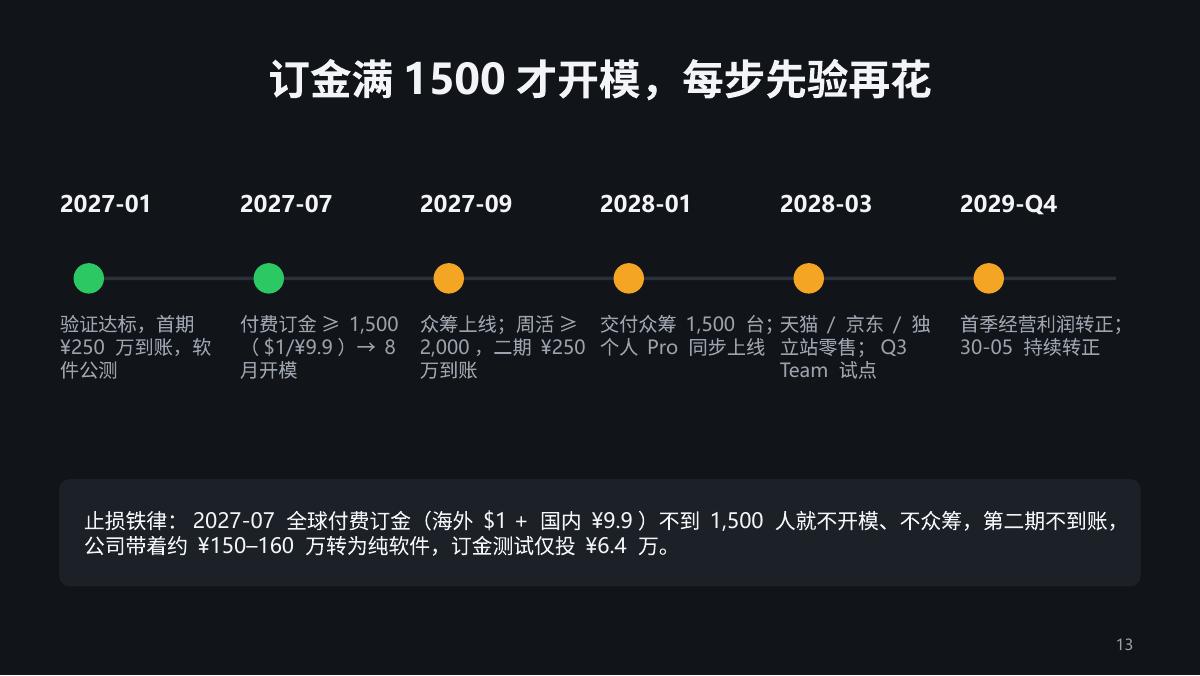 订金满 1500 才开模，每步先验再花
2027-01
2027-07
2027-09
2028-01
2028-03
2029-Q4
验证达标，首期
¥250 万到账，软
件公测
付费订金 ≥ 1,500
（$1/¥9.9）→ 8
月开模
众筹上线；周活 ≥
2,000，二期 ¥250
万到账
交付众筹 1,500 台；
个人 Pro 同步上线
天猫 / 京东 / 独
立站零售；Q3
Team 试点
首季经营利润转正；
30-05 持续转正
止损铁律：2027-07 全球付费订金（海外 $1 + 国内 ¥9.9）不到 1,500 人就不开模、不众筹，第二期不到账，
公司带着约 ¥150–160 万转为纯软件，订金测试仅投 ¥6.4 万。
13